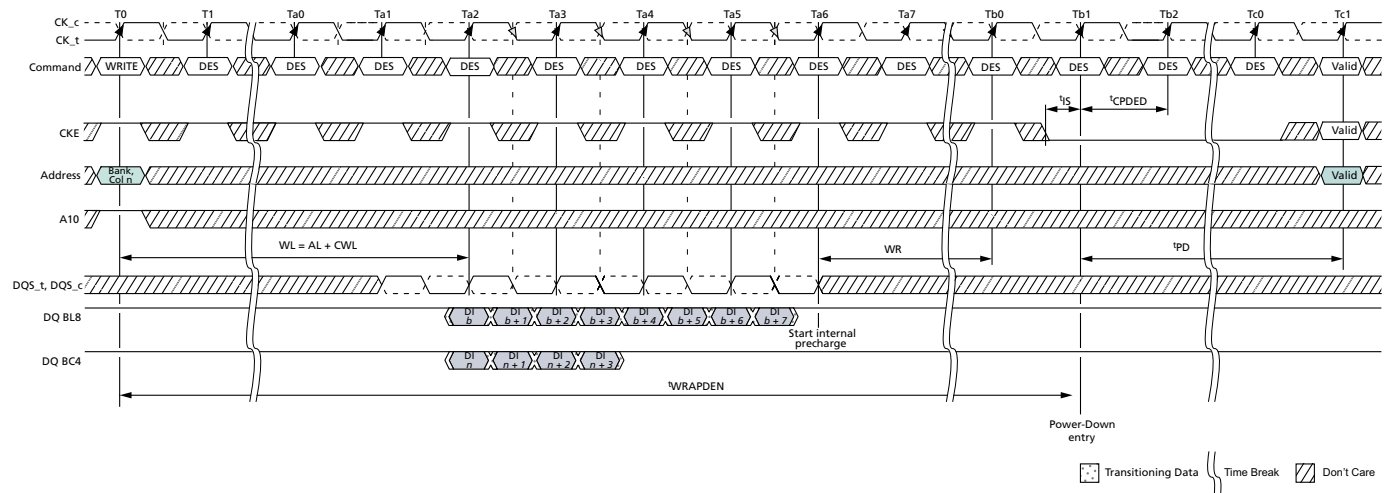 T0 T1 Ta0 Ta1 Ta2 Ta3 Ta4 Ta5 Ta6 Ta7 Tb0 Tb1 Tb2 Tc0 Tc1
CK_c
CK_t
Command WRITE DES DES DES DES DES DES DES DES DES DES DES DES DES Valid
tIS tCPDED
CKE Valid
Address Bank, Col n Valid
A10
WL = AL + CWL WR tPD
DQS_t, DQS_c
DQ BL8 DI b DI b + 1 DI b + 2 DI b + 3 DI b + 4 DI b + 5 DI b + 6 DI b + 7
Start internal
precharge
DQ BC4 DI n DI n + 1 DI n + 2 DI n + 3
tWRAPDEN
Power-Down
entry
Transitioning Data Time Break Don't Care